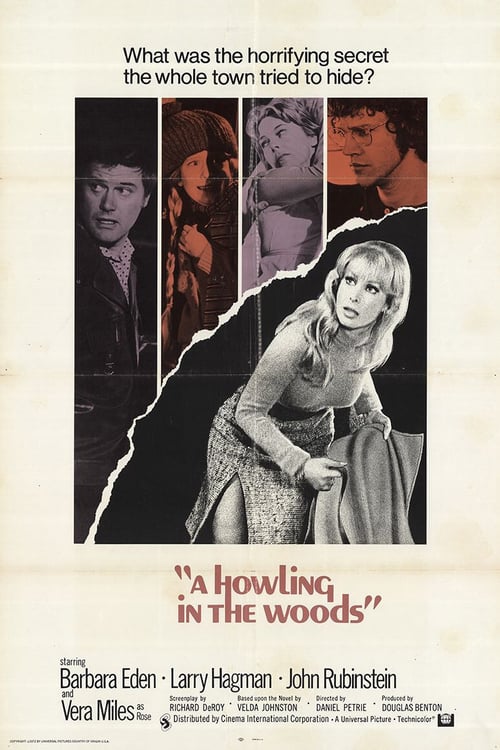 What was the horrifying secret
the whole town tried to hide?
"A Howling
IN THE WOODS"
starring
Barbara Eden · Larry Hagman · John Rubinstein
and
Vera Miles as Rose
Screenplay by RICHARD DeROY
Based upon the Novel by VELDA JOHNSTON
Directed by DANIEL PETRIE
Produced by DOUGLAS BENTON
Distributed by Cinema International Corporation · A Universal Picture · Technicolor®